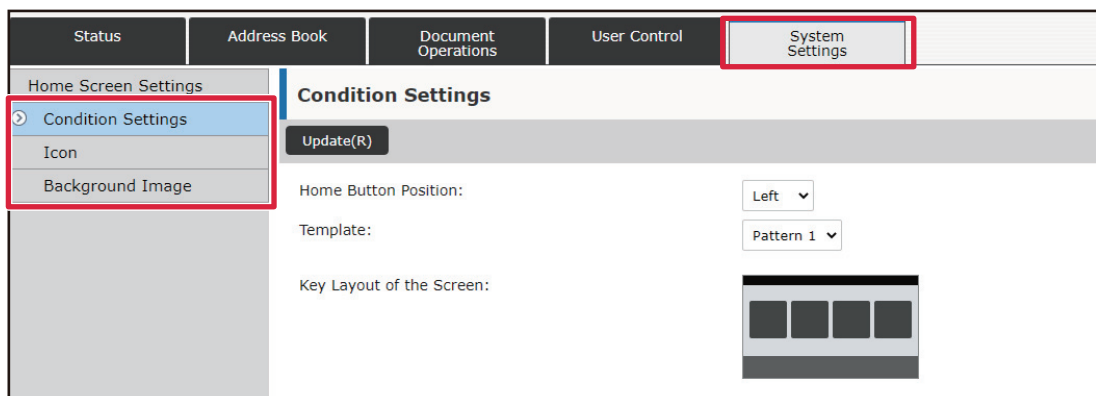 Status
Address Book
Document
Operations
User Control
System
Settings
Home Screen Settings
Condition Settings
Icon
Background Image
Condition Settings
Update(R)
Home Button Position:
Left
Template:
Pattern 1
Key Layout of the Screen: